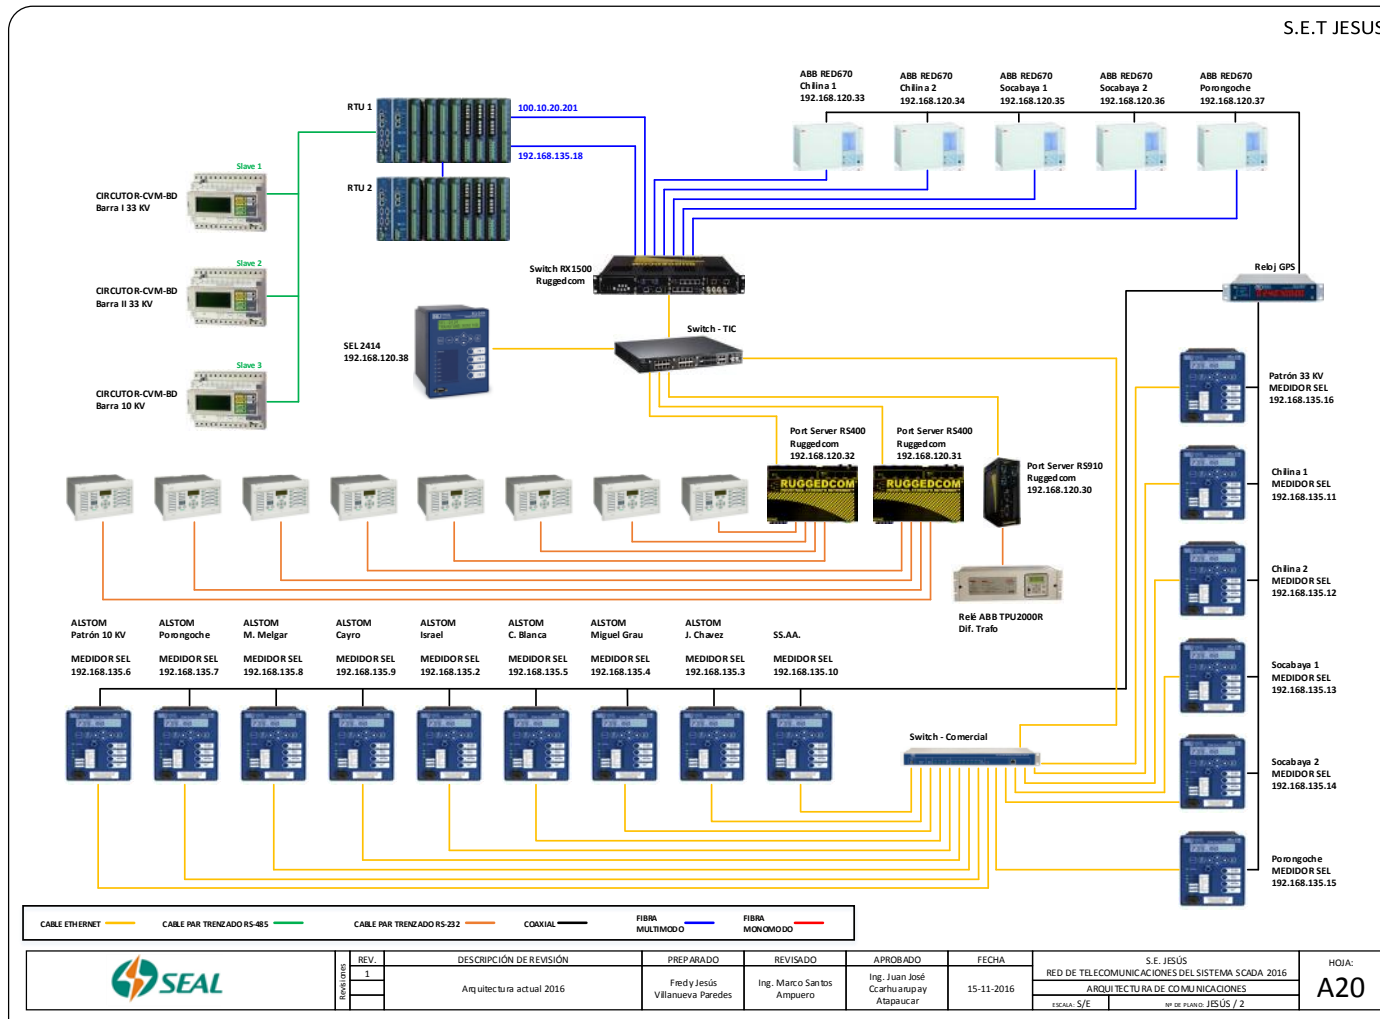 S.E.T JESUS
ABB RED670
Chilina 1
192.168.120.33
ABB RED670
Chilina 2
192.168.120.34
ABB RED670
Socabaya 1
192.168.120.35
ABB RED670
Socabaya 2
192.168.120.36
ABB RED670
Porongoche
192.168.120.37
RTU 1
100.10.20.201
192.168.135.18
RTU 2
Slave 1
CIRCUTOR-CVM-BD
Barra I 33 KV
Slave 2
CIRCUTOR-CVM-BD
Barra II 33 KV
Slave 3
CIRCUTOR-CVM-BD
Barra 10 KV
Switch RX1500
Ruggedcom
Reloj GPS
Switch - TIC
SEL 2414
192.168.120.38
Port Server RS400
Ruggedcom
192.168.120.32
Port Server RS400
Ruggedcom
192.168.120.31
Port Server RS910
Ruggedcom
192.168.120.30
RUGGEDCOM
RUGGEDCOM
Relé ABB TPU2000R
Dif. Trafo
Patrón 33 KV
MEDIDOR SEL
192.168.135.16
Chilina 1
MEDIDOR SEL
192.168.135.11
Chilina 2
MEDIDOR SEL
192.168.135.12
Socabaya 1
MEDIDOR SEL
192.168.135.13
Socabaya 2
MEDIDOR SEL
192.168.135.14
Porongoche
MEDIDOR SEL
192.168.135.15
ALSTOM
Patrón 10 KV
MEDIDOR SEL
192.168.135.6
ALSTOM
Porongoche
MEDIDOR SEL
192.168.135.7
ALSTOM
M. Melgar
MEDIDOR SEL
192.168.135.8
ALSTOM
Cayro
MEDIDOR SEL
192.168.135.9
ALSTOM
Israel
MEDIDOR SEL
192.168.135.2
ALSTOM
C. Blanca
MEDIDOR SEL
192.168.135.5
ALSTOM
Miguel Grau
MEDIDOR SEL
192.168.135.4
ALSTOM
J. Chavez
MEDIDOR SEL
192.168.135.3
SS.AA.
MEDIDOR SEL
192.168.135.10
Switch - Comercial
CABLE ETHERNET
CABLE PAR TRENZADO RS-485
CABLE PAR TRENZADO RS-232
COAXIAL
FIBRA
MULTIMODO
FIBRA
MONOMODO
SEAL
Revisiones
REV.
1
DESCRIPCIÓN DE REVISIÓN
Arquitectura actual 2016
PREPARADO
Fredy Jesús
Villanueva Paredes
REVISADO
Ing. Marco Santos
Ampuero
APROBADO
Ing. Juan José
Ccarhuarupay
Atapaucar
FECHA
15-11-2016
S.E. JESÚS
RED DE TELECOMUNICACIONES DEL SISTEMA SCADA 2016
ARQUITECTURA DE COMUNICACIONES
ESCALA: S/E
Nº DE PLANO: JESÚS / 2
HOJA:
A20